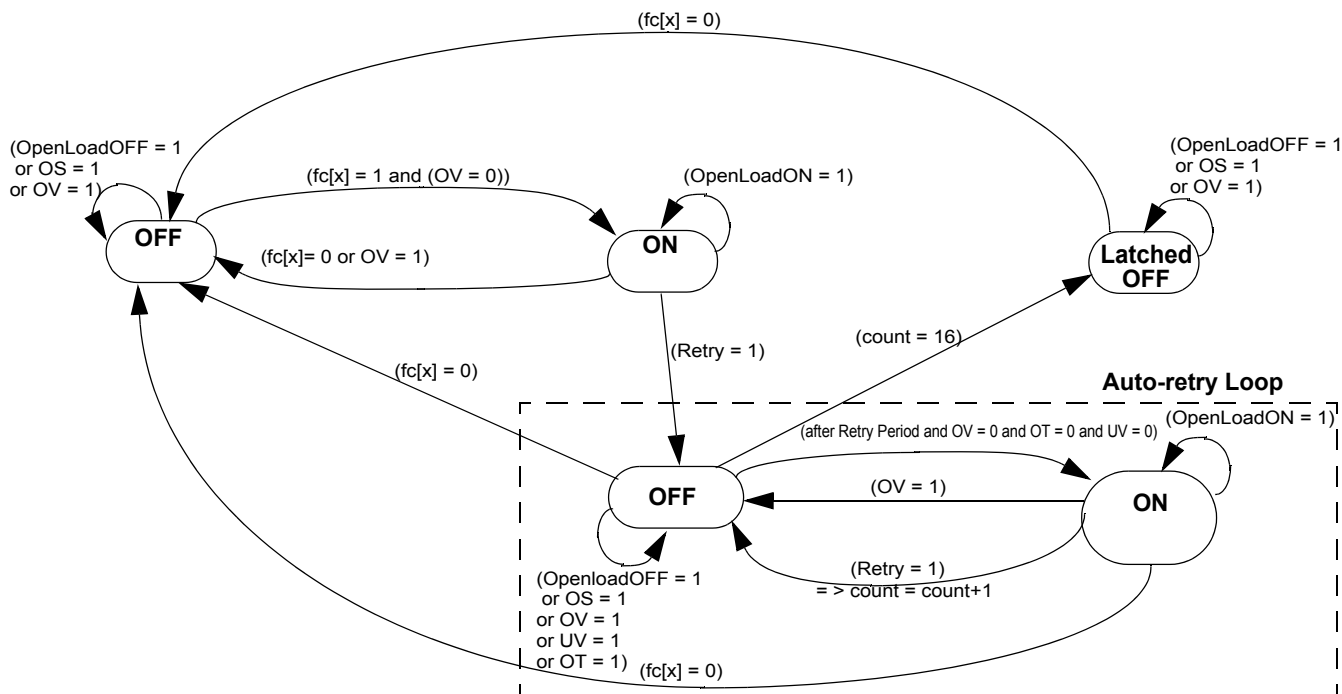 (fc[x] = 0)
(OpenLoadOFF = 1
or OS = 1
or OV = 1)
(fc[x] = 1 and (OV = 0))
(OpenLoadON = 1)
(OpenLoadOFF = 1
or OS = 1
or OV = 1)
OFF
ON
Latched
OFF
(fc[x]= 0 or OV = 1)
(Retry = 1)
(count = 16)
(fc[x] = 0)
Auto-retry Loop
(OpenLoadON = 1)
(after Retry Period and OV = 0 and OT = 0 and UV = 0)
OFF
(OV = 1)
ON
(Retry = 1)
= > count = count+1
(OpenloadOFF = 1
or OS = 1
or OV = 1
or UV = 1
or OT = 1)
(fc[x] = 0)